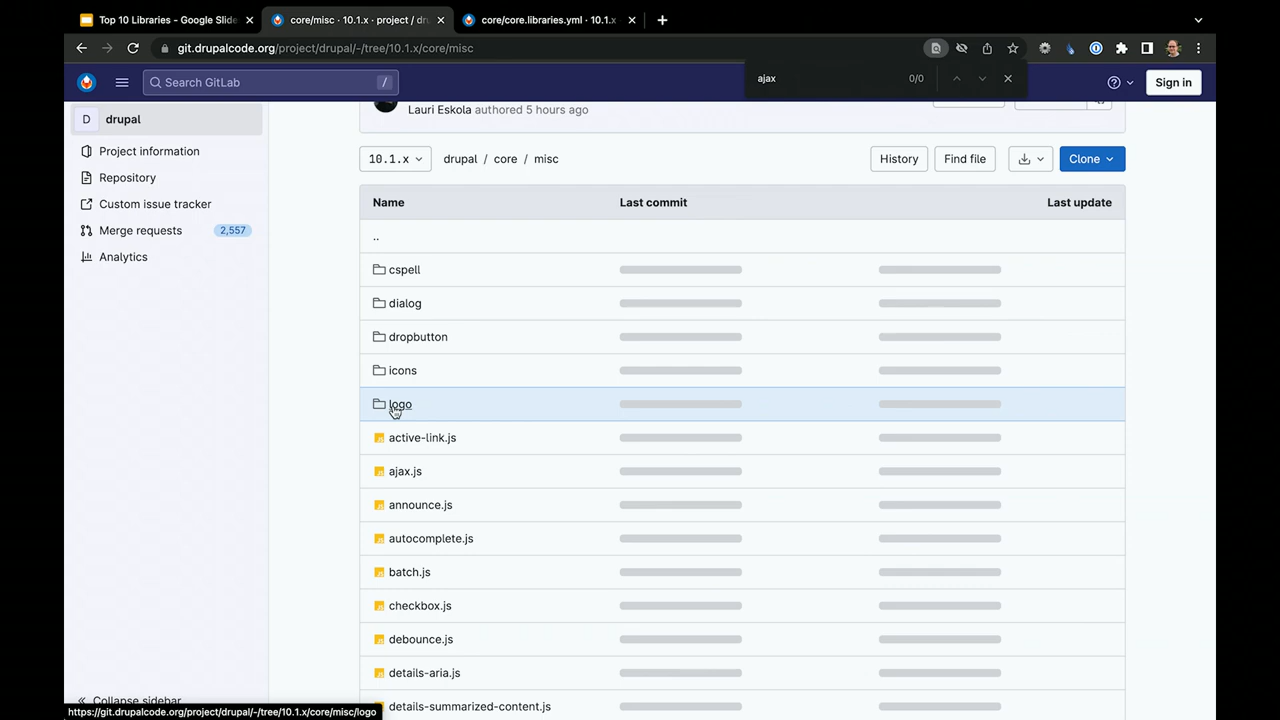 Top 10 Libraries - Google Slide
core/misc · 10.1.x · project / dru
core/core.libraries.yml · 10.1.x
git.drupalcode.org/project/drupal/-/tree/10.1.x/core/misc
ajax
0/0
Search GitLab
/
Sign in
D drupal
Project information
Repository
Custom issue tracker
Merge requests 2,557
Analytics
Collapse sidebar
Lauri Eskola authored 5 hours ago
10.1.x
drupal / core / misc
History
Find file
Clone
Name Last commit Last update
..
cspell
dialog
dropbutton
icons
logo
active-link.js
ajax.js
announce.js
autocomplete.js
batch.js
checkbox.js
debounce.js
details-aria.js
details-summarized-content.js
https://git.drupalcode.org/project/drupal/-/tree/10.1.x/core/misc/logo